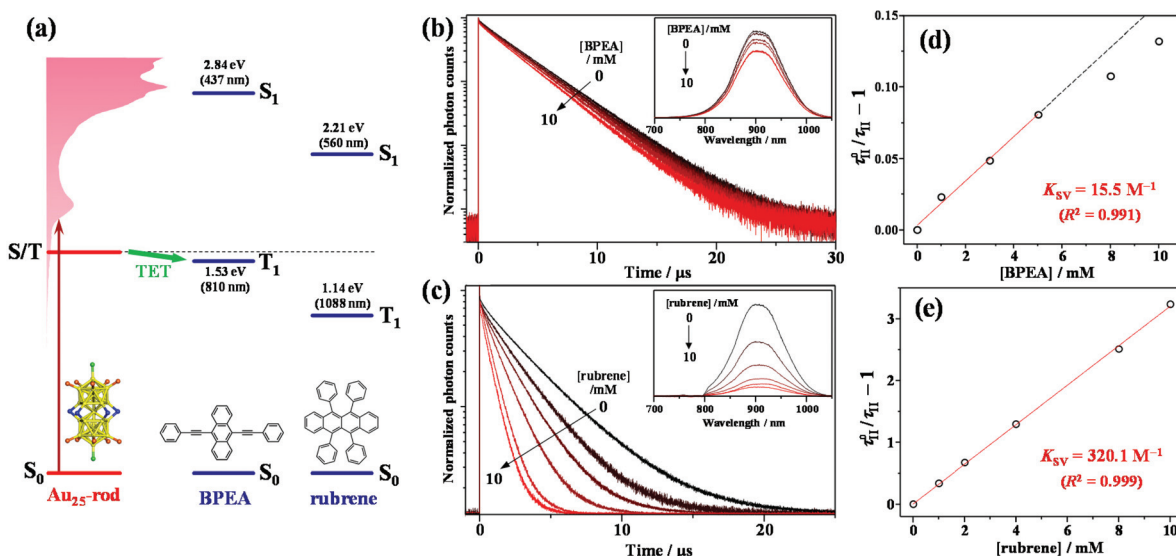 (a)
2.84 eV
(437 nm)
S1
2.21 eV
(560 nm)
S1
S/T
TET
T1
1.53 eV
(810 nm)
1.14 eV
(1088 nm)
T1
S0
S0
S0
Au25-rod
BPEA
rubrene
(b)
Normalized photon counts
[BPEA]
/ mM
0
10
0
10
20
30
Time / μs
[BPEA]/ mM
0
10
700
800
900
1000
Wavelength / nm
(c)
Normalized photon counts
[rubrene]
/mM
0
10
0
10
20
Time / μs
[rubrene] / mM
0
10
700
800
900
1000
Wavelength / nm
(d)
τ⁰II/τII − 1
0.15
0.10
0.05
0.00
KSV = 15.5 M⁻¹
(R² = 0.991)
0
2
4
6
8
10
[BPEA] / mM
(e)
τ⁰II/τII − 1
3
2
1
0
KSV = 320.1 M⁻¹
(R² = 0.999)
0
2
4
6
8
10
[rubrene] / mM